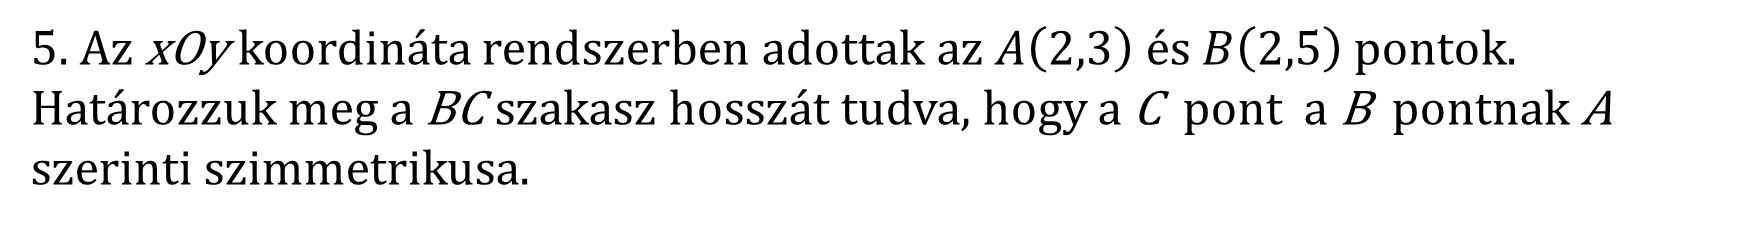 5. Az xOy koordináta rendszerben adottak az A(2,3) és B(2,5) pontok.
Határozzuk meg a BC szakasz hosszát tudva, hogy a C pont a B pontnak A
szerinti szimmetrikusa.